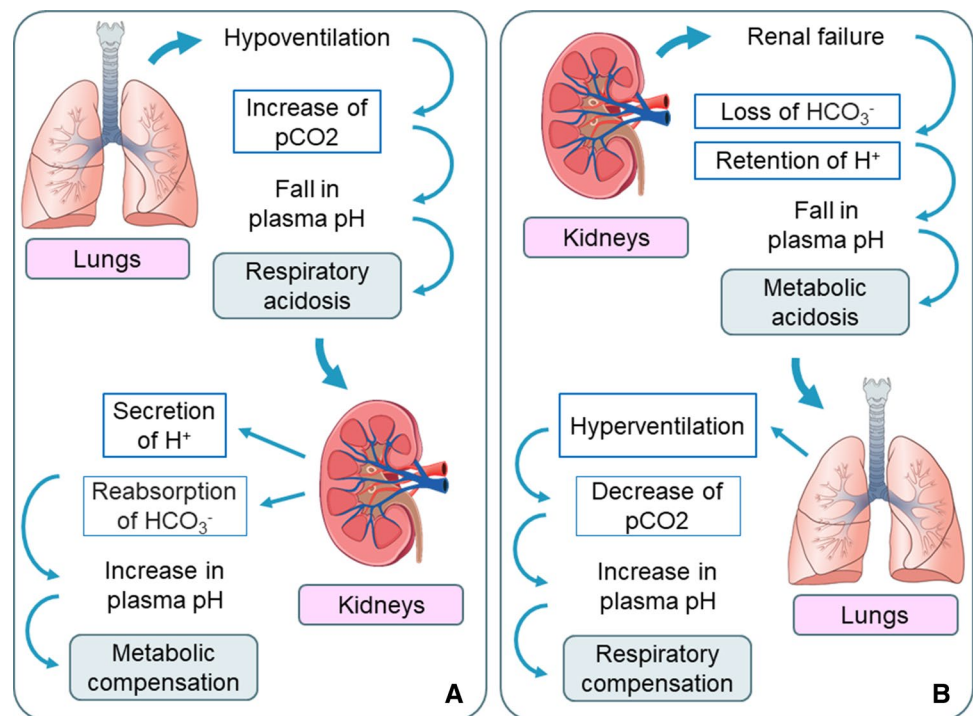 Hypoventilation
Increase of
pCO2
Fall in
plasma pH
Lungs
Respiratory
acidosis
Secretion
of H⁺
Reabsorption
of HCO₃⁻
Increase in
plasma pH
Kidneys
Metabolic
compensation
A
Renal failure
Loss of HCO₃⁻
Retention of H⁺
Kidneys
Fall in
plasma pH
Metabolic
acidosis
Hyperventilation
Decrease of
pCO2
Increase in
plasma pH
Lungs
Respiratory
compensation
B